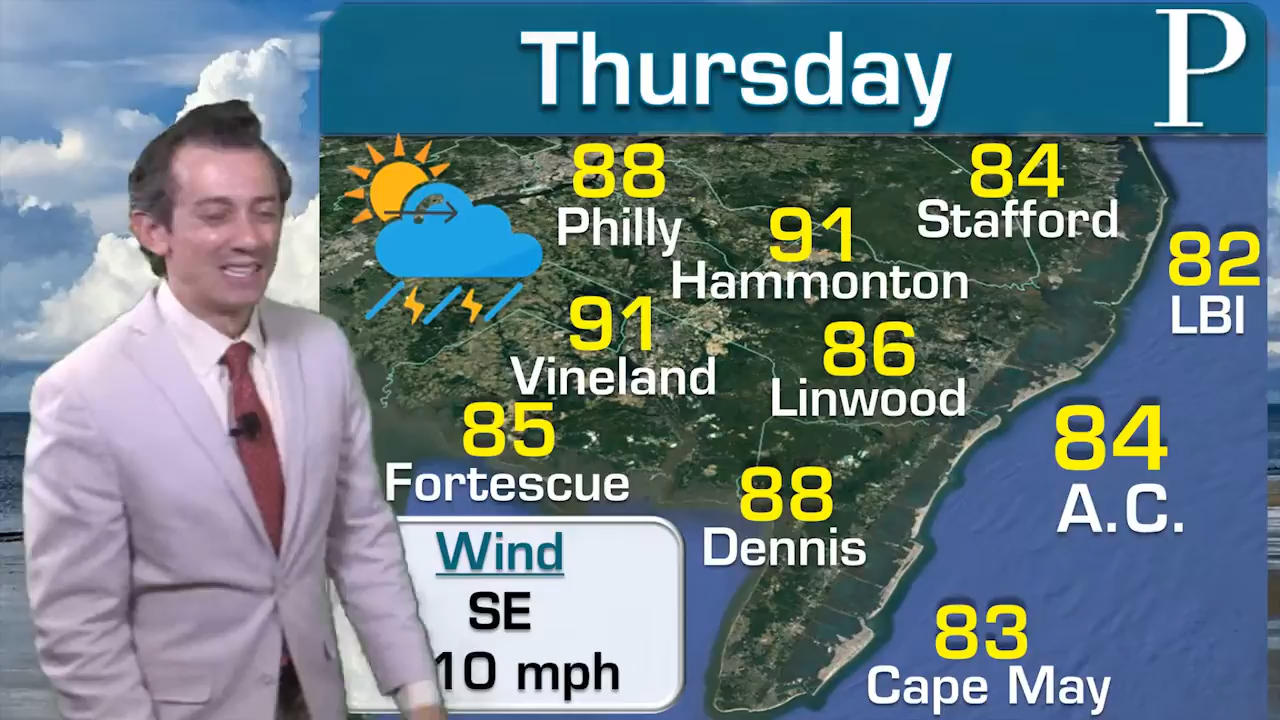 Thursday
P
88
Philly
84
Stafford
91
Hammonton
82
LBI
91
Vineland
86
Linwood
85
Fortescue
84
A.C.
88
Dennis
Wind
SE
10 mph
83
Cape May